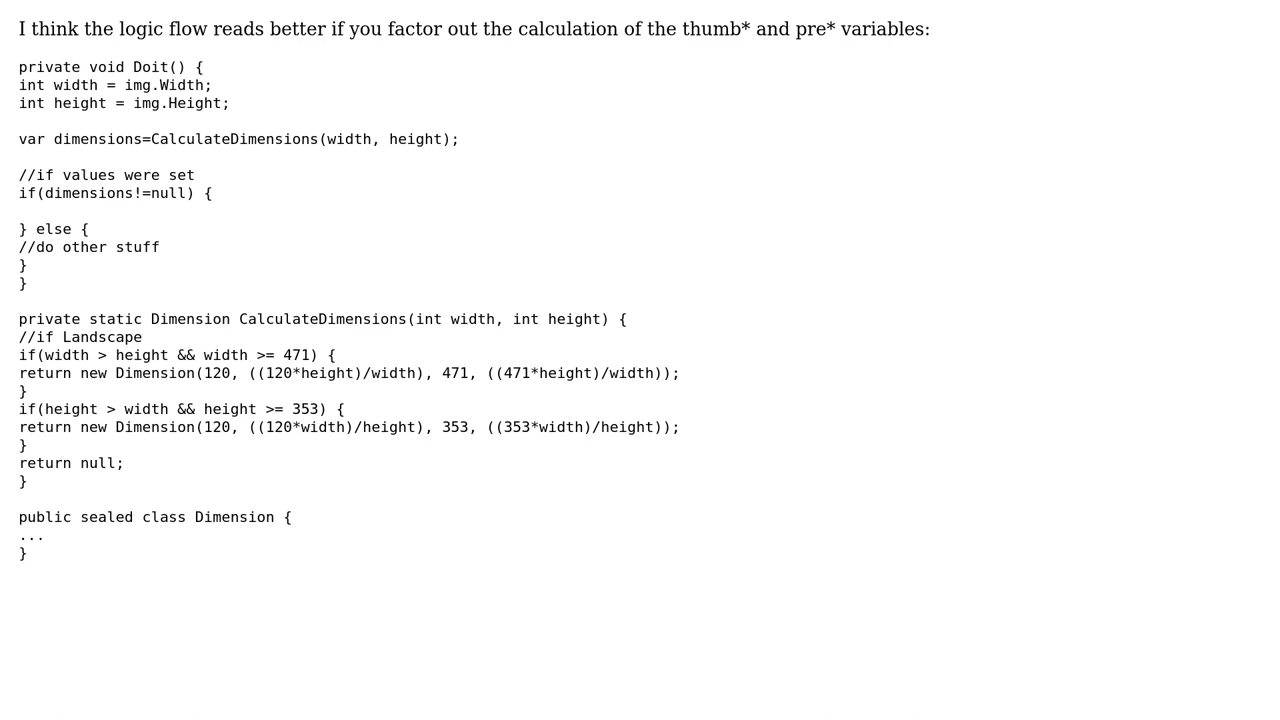 I think the logic flow reads better if you factor out the calculation of the thumb* and pre* variables:
private void Doit() {
int width = img.Width;
int height = img.Height;

var dimensions=CalculateDimensions(width, height);

//if values were set
if(dimensions!=null) {

} else {
//do other stuff
}
}

private static Dimension CalculateDimensions(int width, int height) {
//if Landscape
if(width > height && width >= 471) {
return new Dimension(120, ((120*height)/width), 471, ((471*height)/width));
}
if(height > width && height >= 353) {
return new Dimension(120, ((120*width)/height), 353, ((353*width)/height));
}
return null;
}

public sealed class Dimension {
...
}